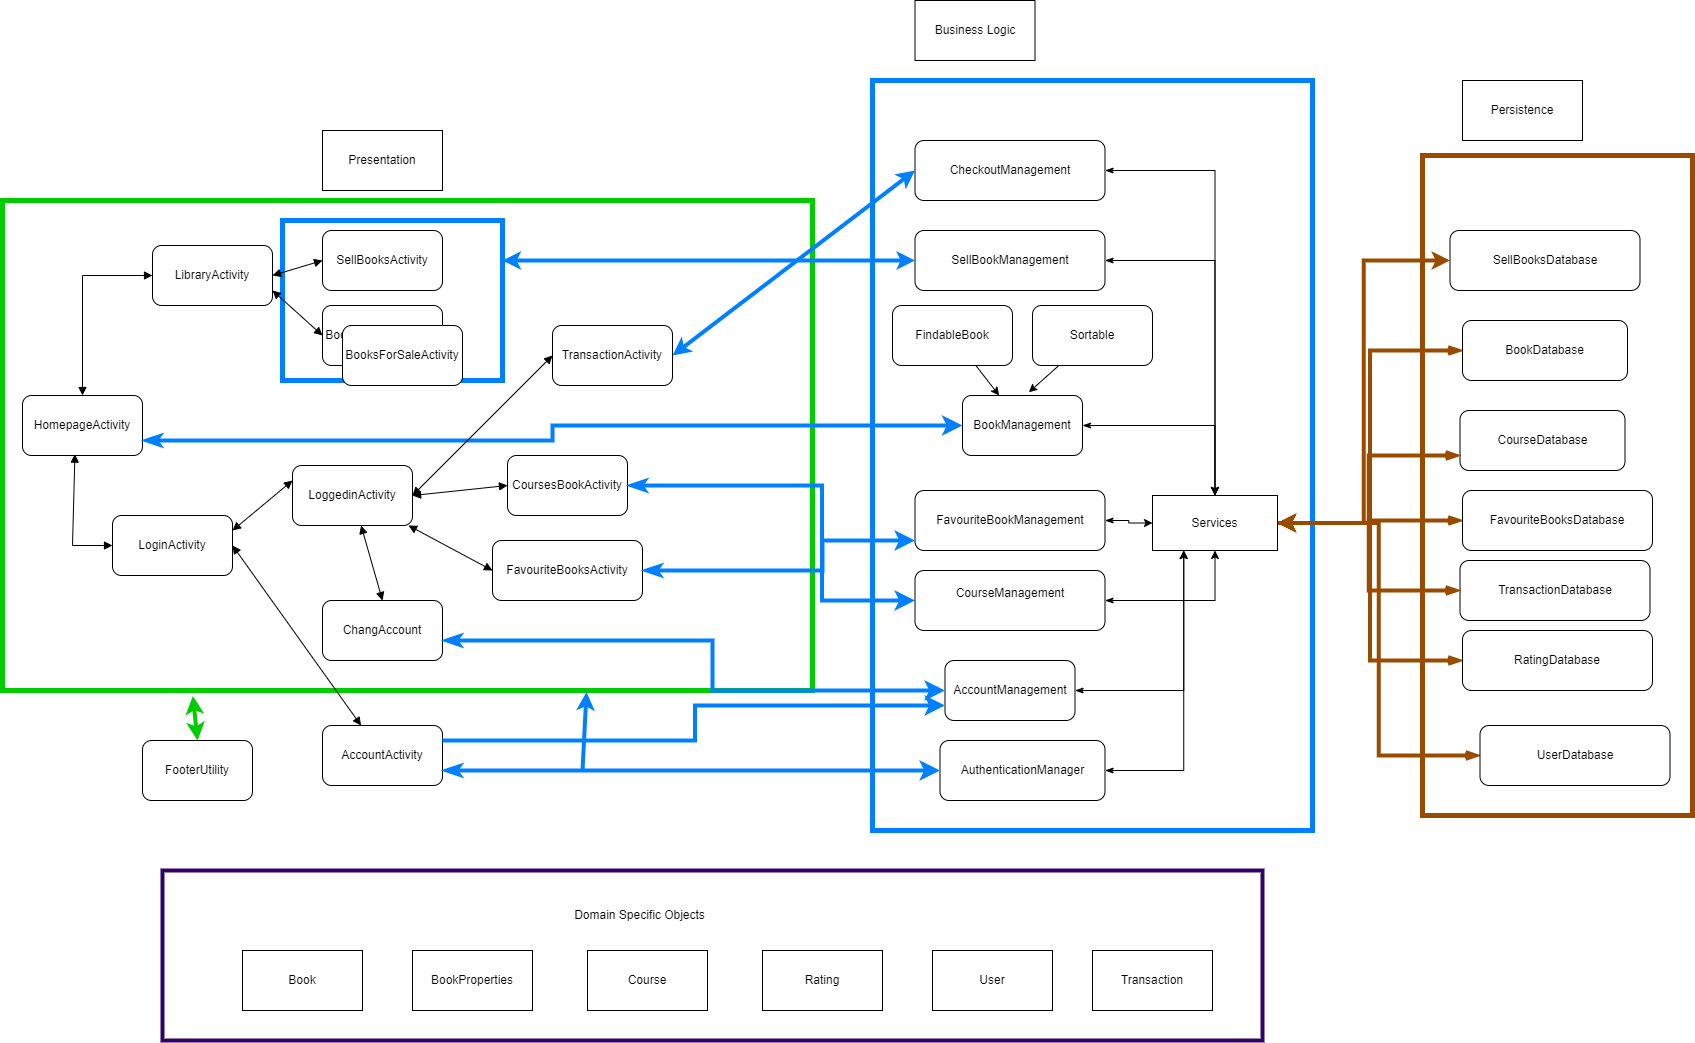 Business Logic
Persistence
Presentation
CheckoutManagement
LibraryActivity
SellBooksActivity
SellBookManagement
SellBooksDatabase
BooksForSaleActivity
TransactionActivity
FindableBook
Sortable
BookDatabase
HomepageActivity
BookManagement
CourseDatabase
LoggedinActivity
CoursesBookActivity
FavouriteBookManagement
Services
FavouriteBooksDatabase
LoginActivity
FavouriteBooksActivity
CourseManagement
TransactionDatabase
ChangAccount
AccountManagement
RatingDatabase
FooterUtility
AccountActivity
AuthenticationManager
UserDatabase
Domain Specific Objects
Book
BookProperties
Course
Rating
User
Transaction